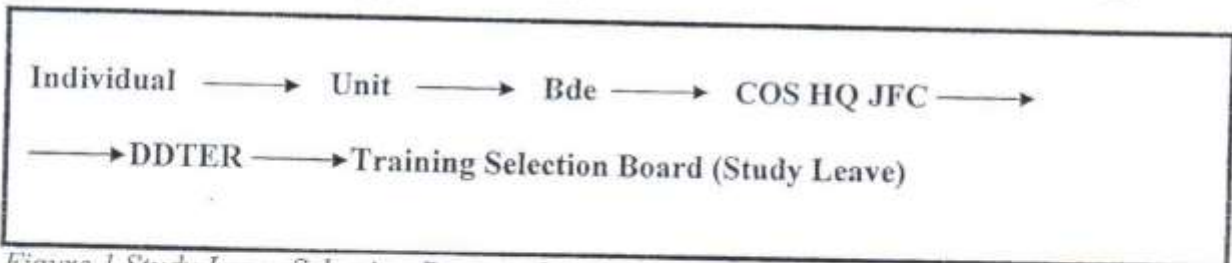 Individual → Unit → Bde → COS HQ JFC →
→ DDTER → Training Selection Board (Study Leave)
Figure 1 Study Leave Selection